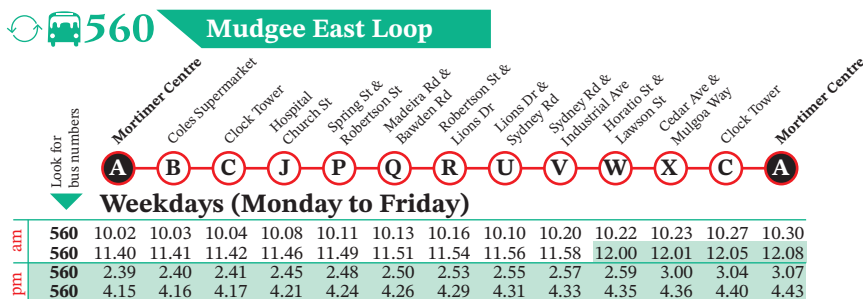 560 Mudgee East Loop
Look for
bus numbers
Mortimer Centre
Coles Supermarket
Clock Tower
Hospital
Church St
Spring St &
Robertson St
Madeira Rd &
Bawden Rd
Robertson St &
Lions Dr
Lions Dr &
Sydney Rd
Sydney Rd &
Industrial Ave
Horatio St &
Lawson St
Cedar Ave &
Mulgoa Way
Clock Tower
Mortimer Centre
A B C J P Q R U V W X C A
Weekdays (Monday to Friday)
am
560 10.02 10.03 10.04 10.08 10.11 10.13 10.16 10.10 10.20 10.22 10.23 10.27 10.30
560 11.40 11.41 11.42 11.46 11.49 11.51 11.54 11.56 11.58 12.00 12.01 12.05 12.08
pm
560 2.39 2.40 2.41 2.45 2.48 2.50 2.53 2.55 2.57 2.59 3.00 3.04 3.07
560 4.15 4.16 4.17 4.21 4.24 4.26 4.29 4.31 4.33 4.35 4.36 4.40 4.43